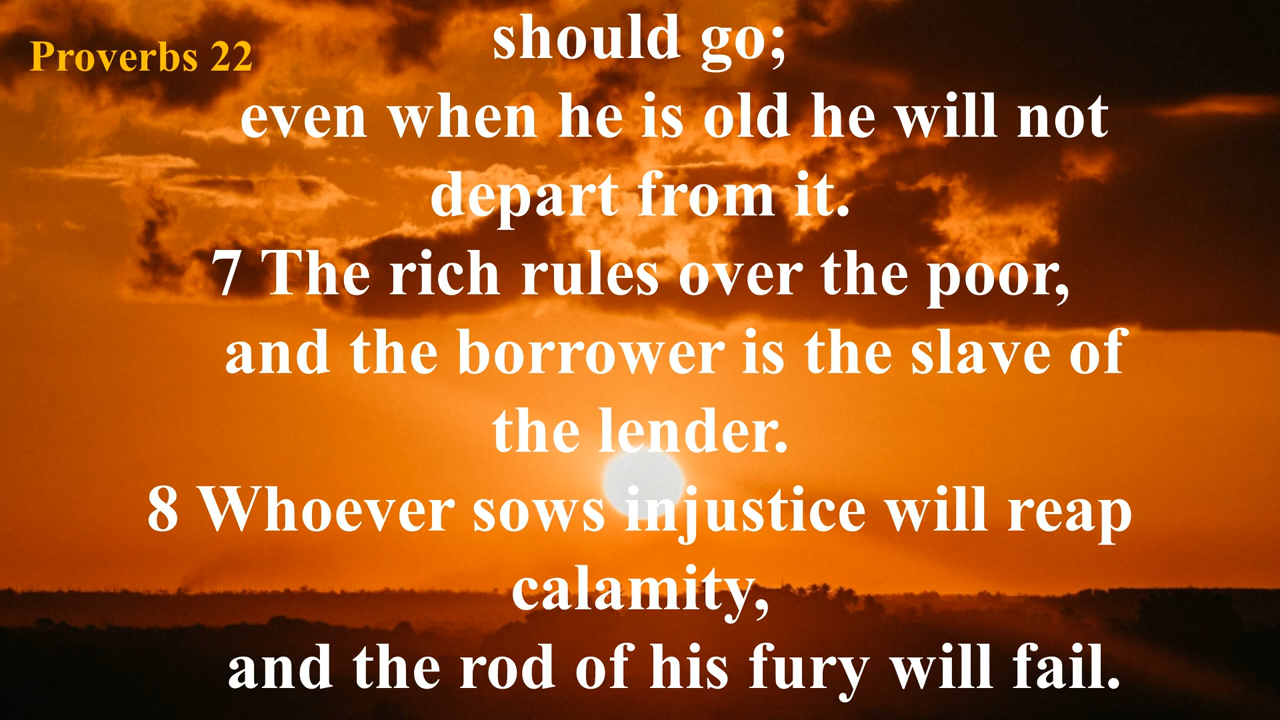 Proverbs 22
should go;
even when he is old he will not
depart from it.
7 The rich rules over the poor,
and the borrower is the slave of
the lender.
8 Whoever sows injustice will reap
calamity,
and the rod of his fury will fail.